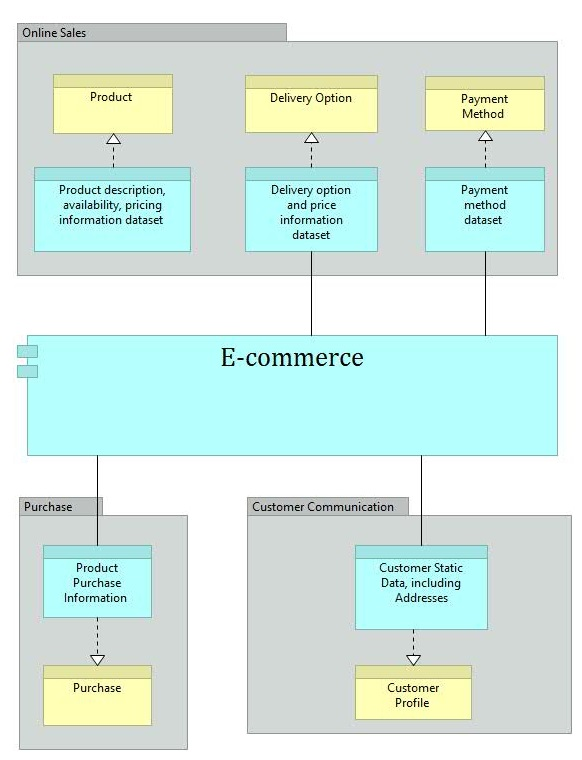 Online Sales
Product
Delivery Option
Payment
Method
Product description,
availability, pricing
information dataset
Delivery option
and price
information
dataset
Payment
method
dataset
E-commerce
Purchase
Product
Purchase
Information
Purchase
Customer Communication
Customer Static
Data, including
Addresses
Customer
Profile